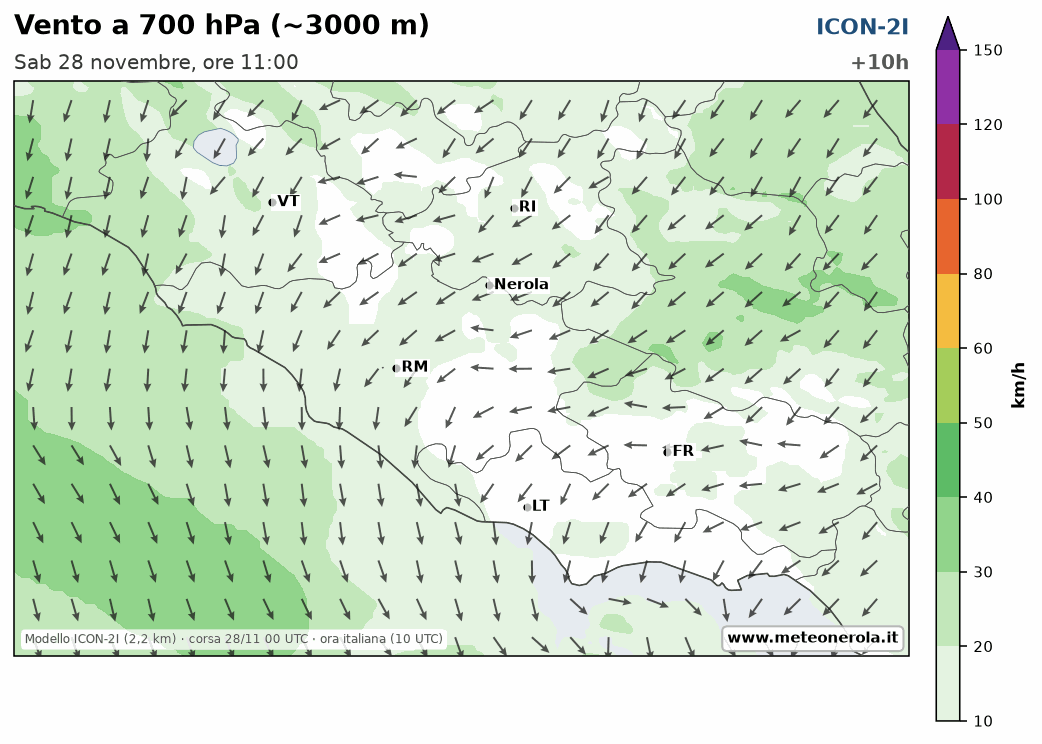 Vento a 700 hPa (~3000 m)
ICON-2I
Sab 28 novembre, ore 11:00
+10h
150
120
100
80
60
50
40
30
20
10
km/h
VT
RI
Nerola
RM
FR
LT
Modello ICON-2I (2,2 km) · corsa 28/11 00 UTC · ora italiana (10 UTC)
www.meteonerola.it